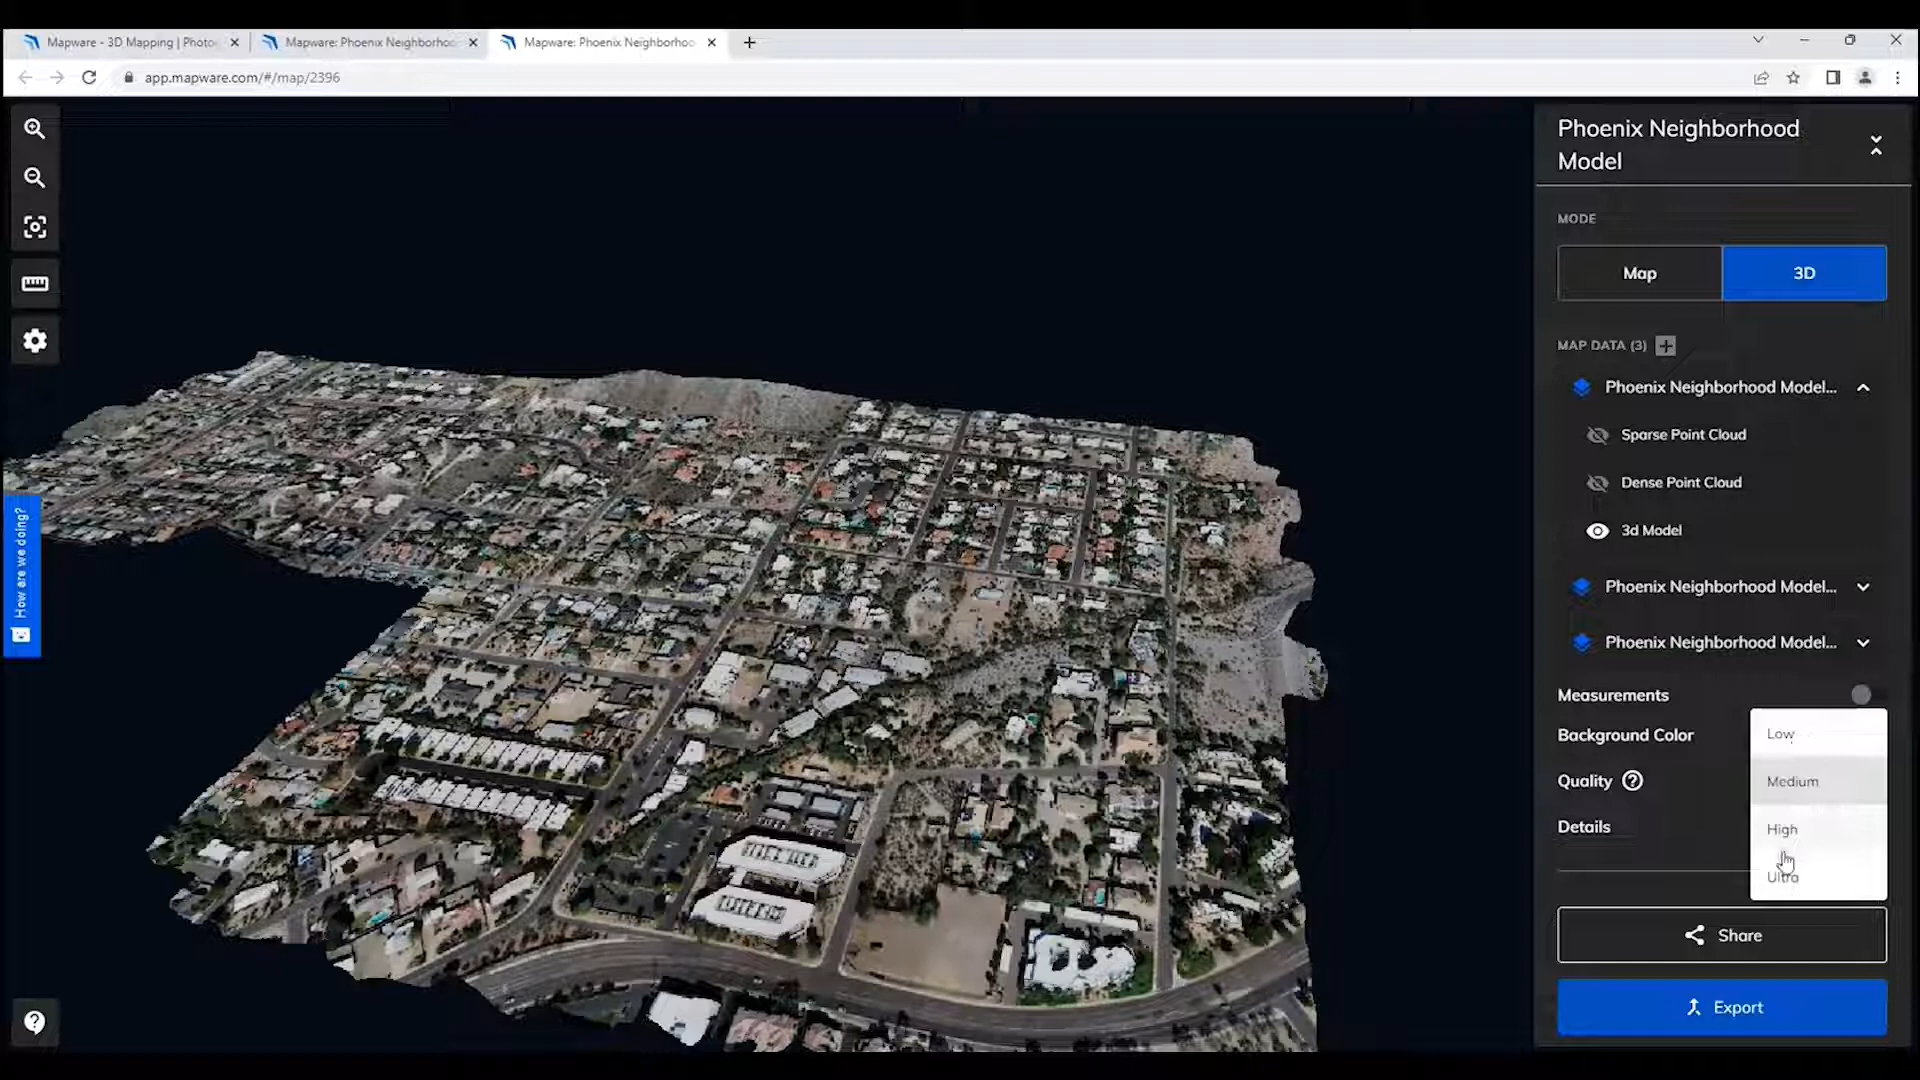 Mapware - 3D Mapping | Photo
Mapware: Phoenix Neighborhoo
Mapware: Phoenix Neighborhoo
app.mapware.com/#/map/2396
Phoenix Neighborhood
Model
MODE
Map
3D
MAP DATA (3)
Phoenix Neighborhood Model...
Sparse Point Cloud
Dense Point Cloud
3d Model
Phoenix Neighborhood Model...
Phoenix Neighborhood Model...
Measurements
Background Color
Quality
Details
Low
Medium
High
Ultra
Share
Export
How are we doing?